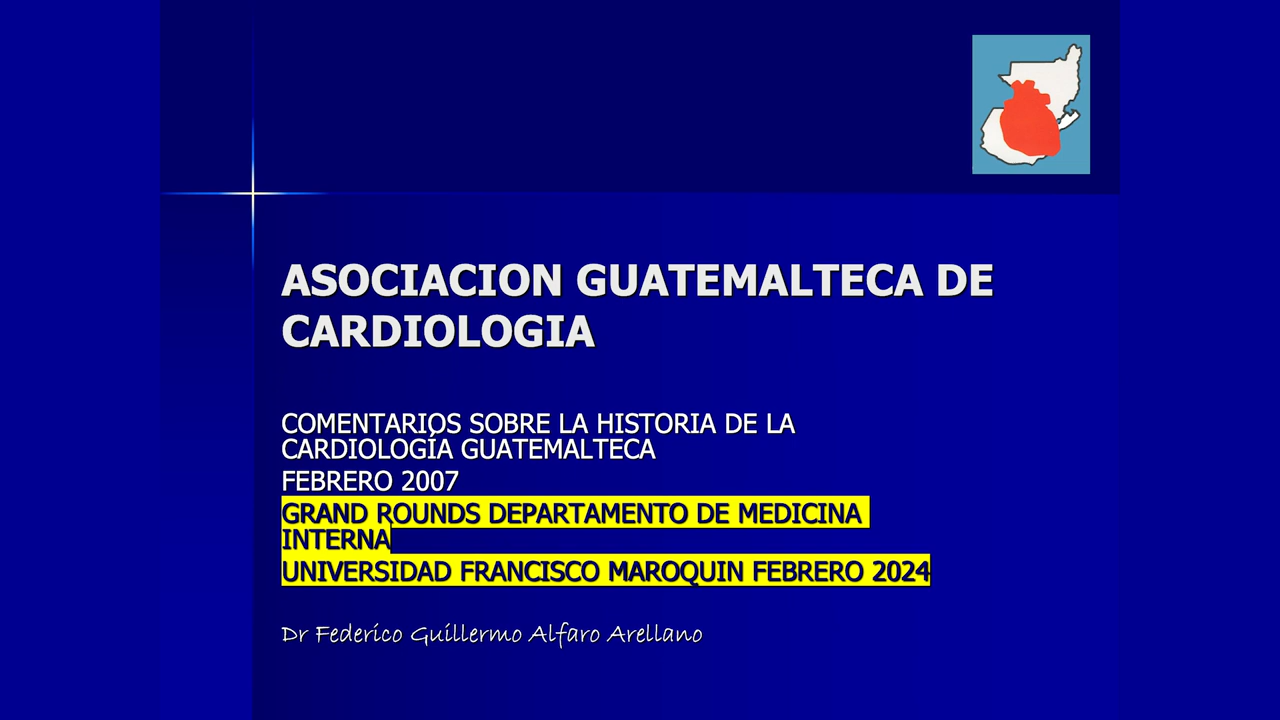 ASOCIACION GUATEMALTECA DE
CARDIOLOGIA
COMENTARIOS SOBRE LA HISTORIA DE LA
CARDIOLOGÍA GUATEMALTECA
FEBRERO 2007
GRAND ROUNDS DEPARTAMENTO DE MEDICINA
INTERNA
UNIVERSIDAD FRANCISCO MAROQUIN FEBRERO 2024
Dr Federico Guillermo Alfaro Arellano